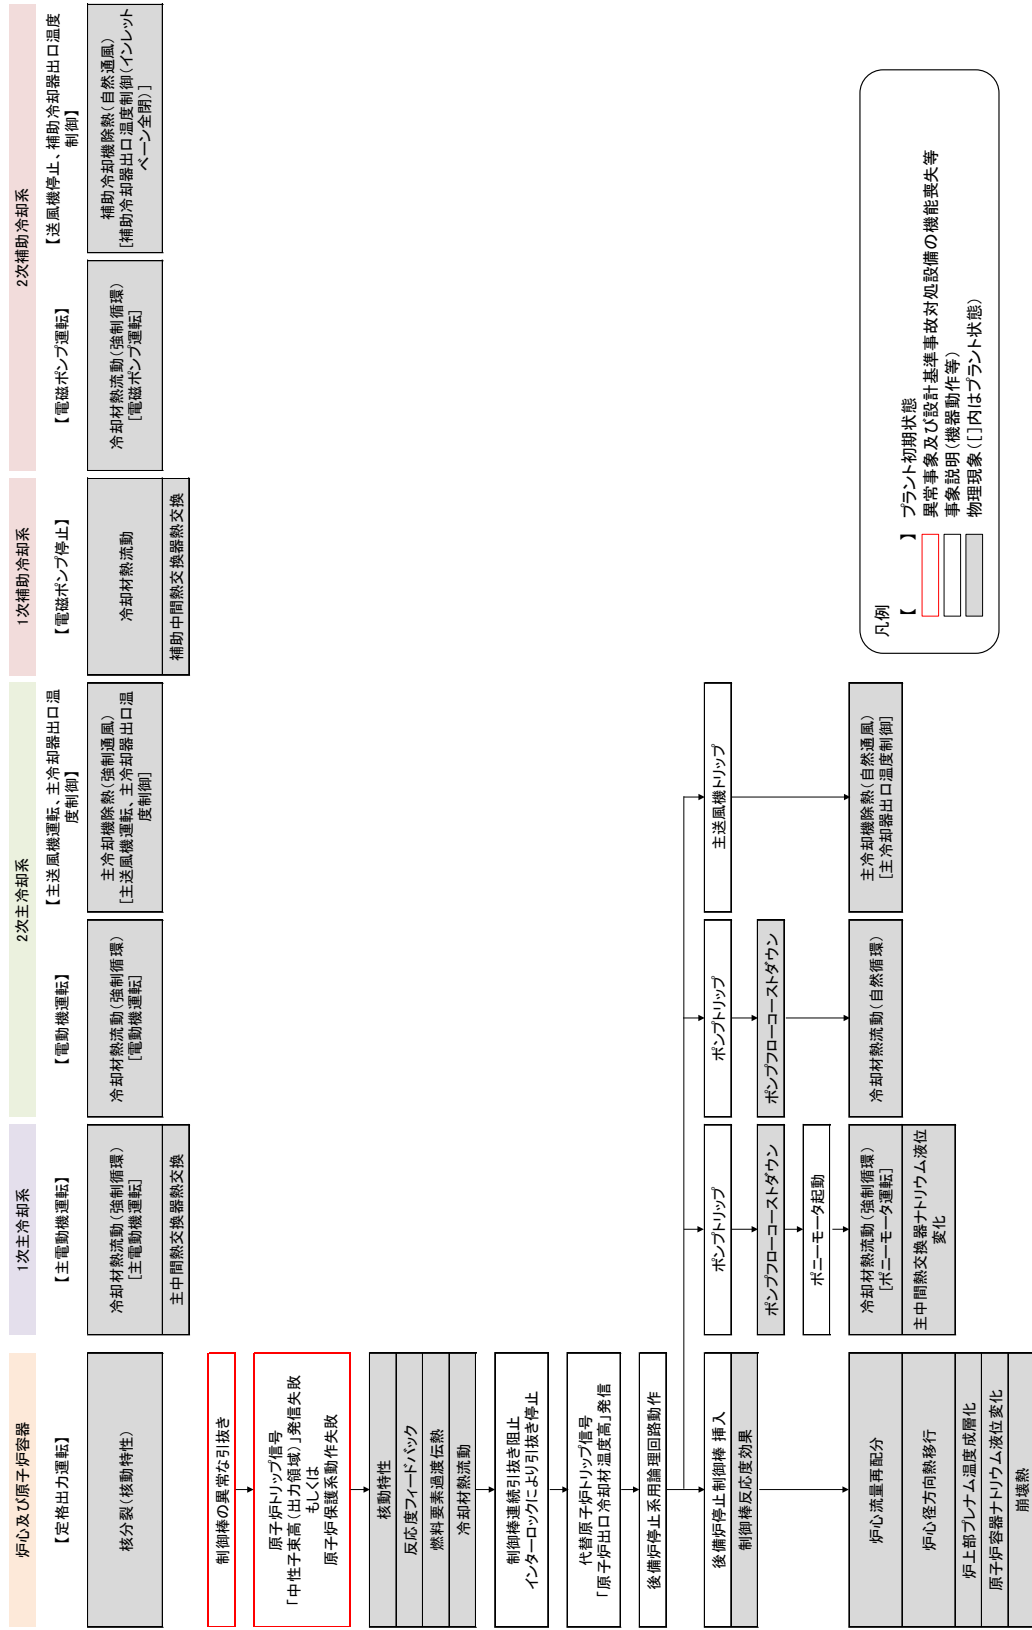 炉心及び原子炉容器
1次主冷却系
2次主冷却系
1次補助冷却系
2次補助冷却系
【定格出力運転】
【主電動機運転】
【電動機運転】
【主送風機運転、主冷却器出口温
度制御】
【電磁ポンプ停止】
【電磁ポンプ運転】
【送風機停止、補助冷却器出口温度
制御】
核分裂(核動特性)
冷却材熱流動(強制循環)
[主電動機運転]
主中間熱交換器熱交換
冷却材熱流動(強制循環)
[電動機運転]
主冷却機除熱(強制通風)
[主送風機運転、主冷却器出口温
度制御]
冷却材熱流動
補助中間熱交換器熱交換
冷却材熱流動(強制循環)
[電磁ポンプ運転]
補助冷却機除熱(自然通風)
[補助冷却器出口温度制御(インレット
ベーン全閉)]
制御棒の異常な引抜き
原子炉トリップ信号
「中性子束高(出力領域)」発信失敗
もしくは
原子炉保護系動作失敗
核動特性
反応度フィードバック
燃料要素過渡伝熱
冷却材熱流動
制御棒連続引抜き阻止
インターロックにより引抜き停止
代替原子炉トリップ信号
「原子炉出口冷却材温度高」発信
後備炉停止系用論理回路動作
後備炉停止制御棒 挿入
制御棒反応度効果
ポンプトリップ
ポンプフローコーストダウン
ポニーモータ起動
ポンプトリップ
ポンプフローコーストダウン
主送風機トリップ
炉心流量再配分
炉心径方向熱移行
炉上部プレナム温度成層化
原子炉容器ナトリウム液位変化
崩壊熱
冷却材熱流動(強制循環)
[ポニーモータ運転]
主中間熱交換器ナトリウム液位
変化
冷却材熱流動(自然循環)
主冷却機除熱(自然通風)
[主冷却器出口温度制御]
凡例
【 】 プラント初期状態
異常事象及び設計基準事故対処設備の機能喪失等
事象説明(機器動作等)
物理現象([]内はプラント状態)